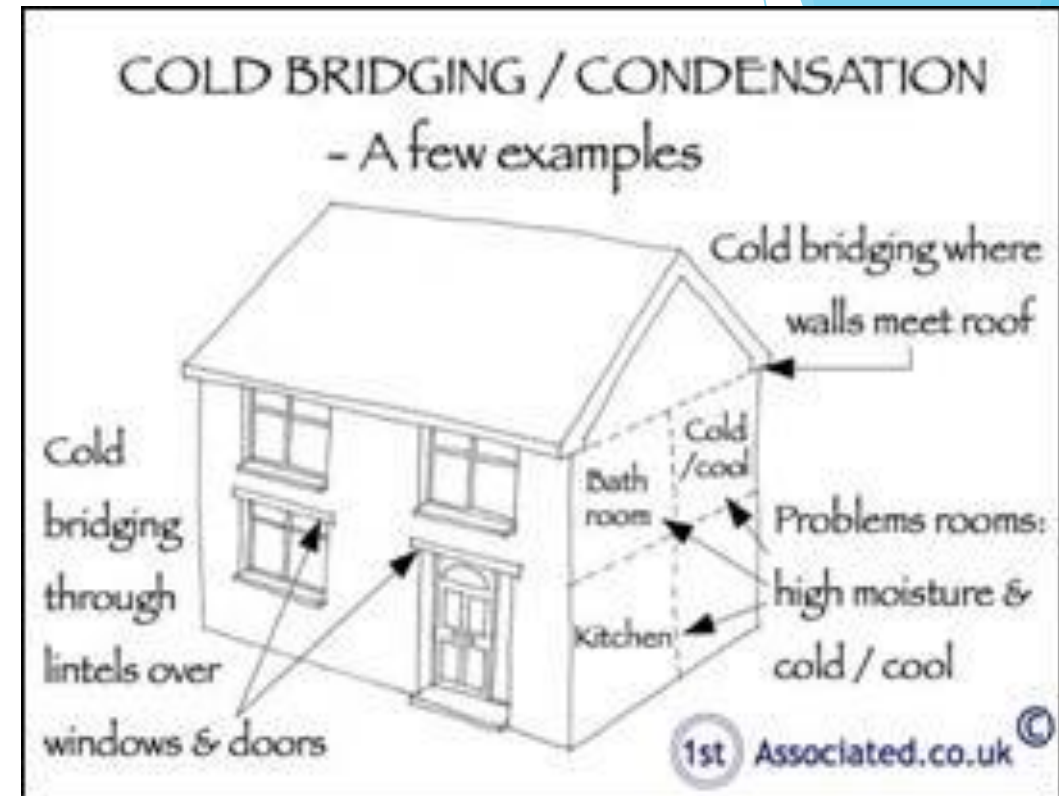 COLD BRIDGING / CONDENSATION
- A few examples
Cold bridging where
walls meet roof
Cold
bridging
through
lintels over
windows & doors
Cold
/cool
Bath
room
Kitchen
Problems rooms:
high moisture &
cold / cool
1st Associated.co.uk ©